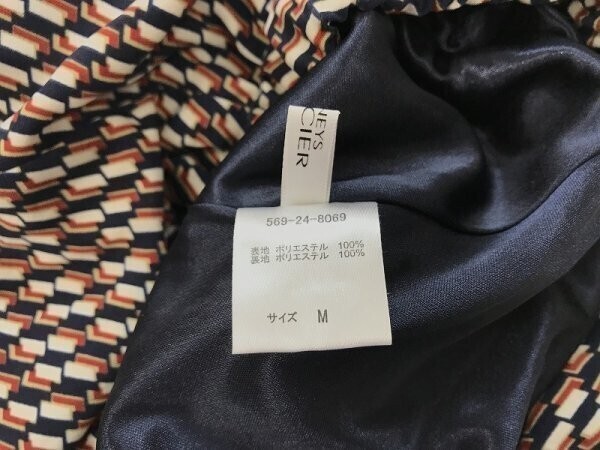 HEYS
CIER
569-24-8069
表地 ポリエステル 100%
裏地 ポリエステル 100%
サイズ M